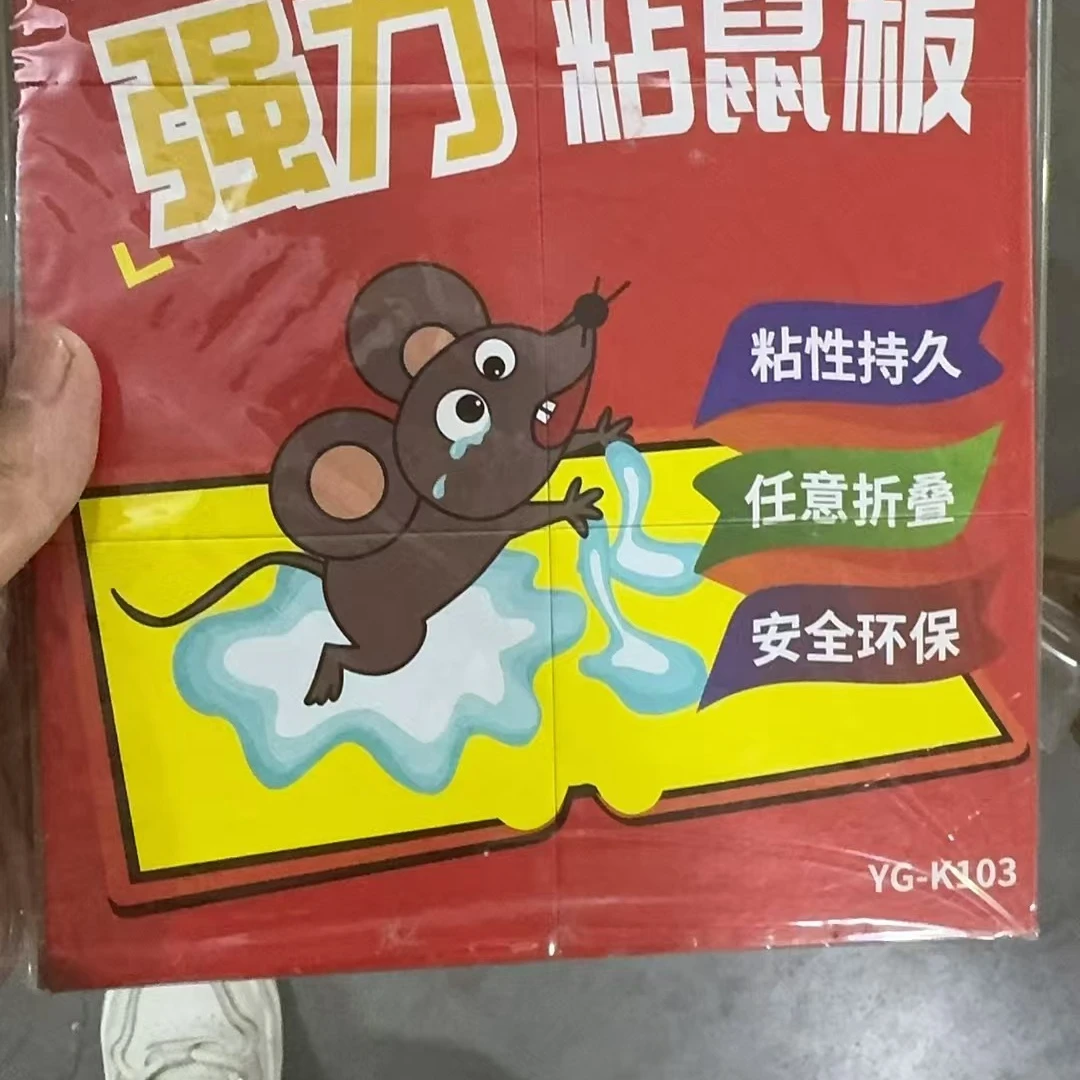 强力 粘鼠板
粘性持久
任意折叠
安全环保
YG-K103